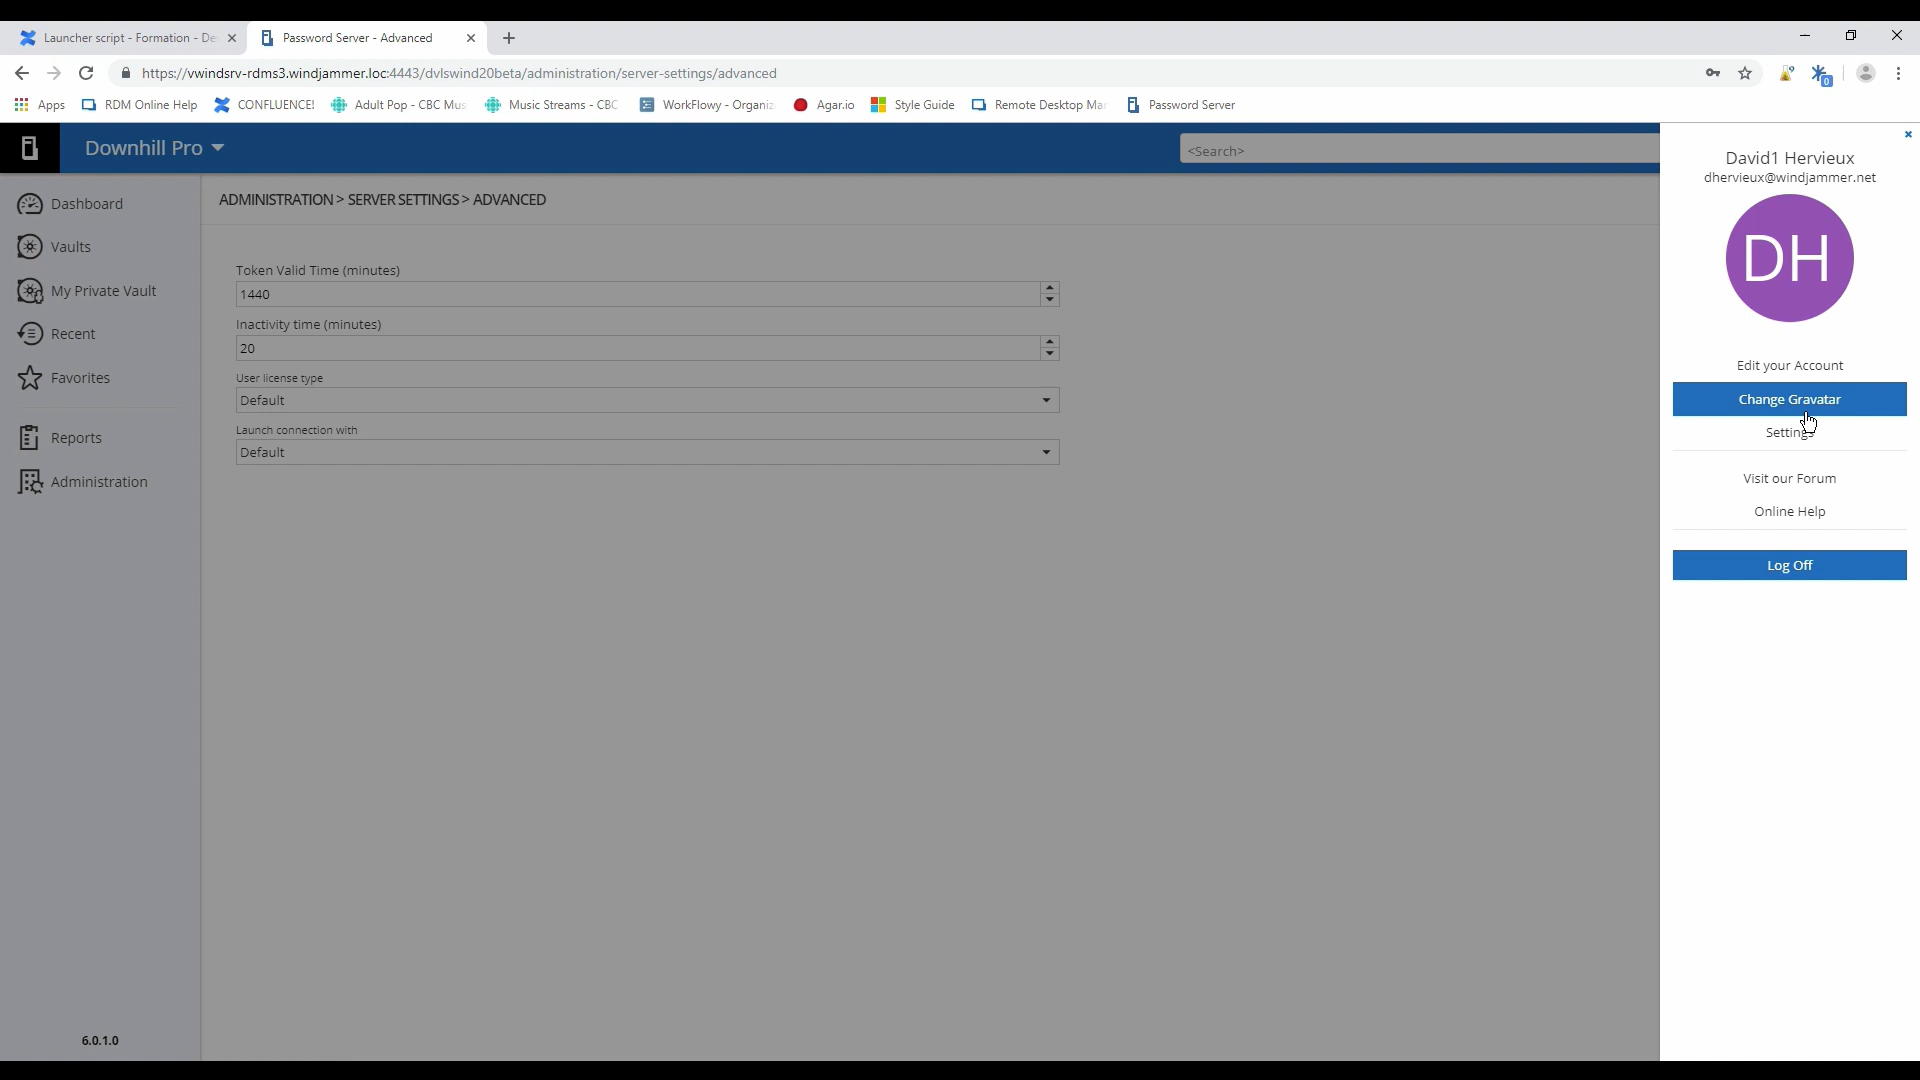 Launcher script - Formation - De
Password Server - Advanced
https://vwindsrv-rdms3.windjammer.loc:4443/dvlswind20beta/administration/server-settings/advanced
Apps
RDM Online Help
CONFLUENCE!
Adult Pop - CBC Mus
Music Streams - CBC
WorkFlowy - Organiz
Agar.io
Style Guide
Remote Desktop Mar
Password Server
0
Downhill Pro
<Search>
Dashboard
Vaults
My Private Vault
Recent
Favorites
Reports
Administration
6.0.1.0
ADMINISTRATION > SERVER SETTINGS > ADVANCED
Token Valid Time (minutes)
1440
Inactivity time (minutes)
20
User license type
Default
Launch connection with
Default
David1 Hervieux
dhervieux@windjammer.net
DH
Edit your Account
Change Gravatar
Settings
Visit our Forum
Online Help
Log Off